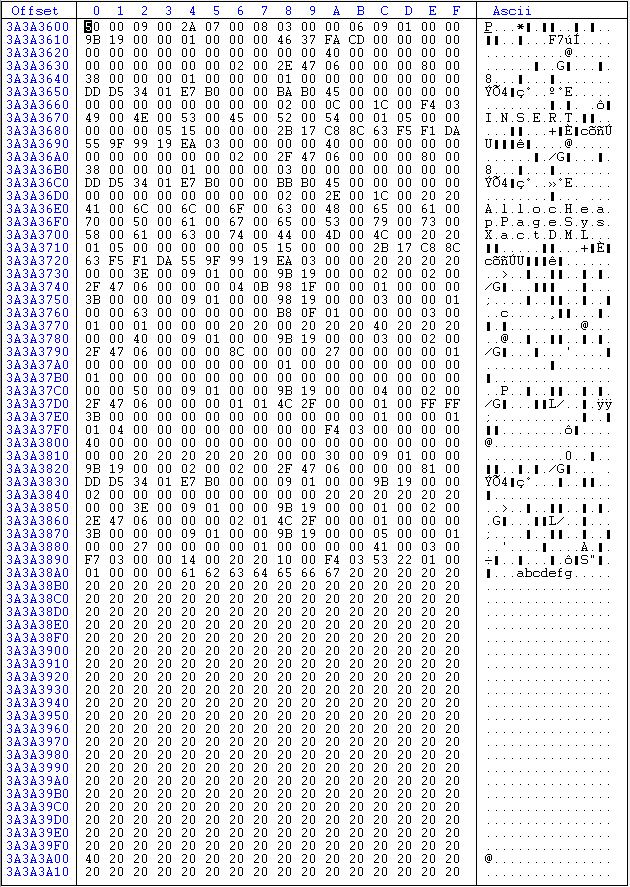 Offset 0 1 2 3 4 5 6 7 8 9 A B C D E F Ascii
3A3A3600 50 00 09 00 2A 07 00 08 03 00 00 06 09 01 00 00
3A3A3610 9B 19 00 00 01 00 00 00 46 37 FA CD 00 00 00 00
3A3A3620 00 00 00 00 00 00 00 00 00 00 40 00 00 00 00 00 ..........@.....
3A3A3630 00 00 00 00 00 00 02 00 2E 47 06 00 00 00 80 00
3A3A3640 38 00 00 00 01 00 00 00 01 00 00 00 00 00 00 00
3A3A3650 DD D5 34 01 E7 B0 00 00 BA B0 45 00 00 00 00 00
3A3A3660 00 00 00 00 00 00 00 00 02 00 0C 00 1C 00 F4 03
3A3A3670 49 00 4E 00 53 00 45 00 52 00 54 00 01 05 00 00 I.N.S.E.R.T.
3A3A3680 00 00 00 05 15 00 00 00 2B 17 C8 8C 63 F5 F1 DA
3A3A3690 55 9F 99 19 EA 03 00 00 00 00 40 00 00 00 00 00
3A3A36A0 00 00 00 00 00 00 02 00 2F 47 06 00 00 00 80 00
3A3A36B0 38 00 00 00 01 00 00 00 03 00 00 00 00 00 00 00
3A3A36C0 DD D5 34 01 E7 B0 00 00 BB B0 45 00 00 00 00 00
3A3A36D0 00 00 00 00 00 00 00 00 02 00 2E 00 1C 00 20 20
3A3A36E0 41 00 6C 00 6C 00 6F 00 63 00 48 00 65 00 61 00 A.l.l.o.c.H.e.a.
3A3A36F0 70 00 50 00 61 00 67 00 65 00 53 00 79 00 73 00 p.P.a.g.e.S.y.s.
3A3A3700 58 00 61 00 63 00 74 00 44 00 4D 00 4C 00 20 20 X.a.c.t.D.M.L...
3A3A3710 01 05 00 00 00 00 00 05 15 00 00 00 2B 17 C8 8C
3A3A3720 63 F5 F1 DA 55 9F 99 19 EA 03 00 00 20 20 20 20
3A3A3730 00 00 3E 00 09 01 00 00 9B 19 00 00 02 00 02 00
3A3A3740 2F 47 06 00 00 00 04 0B 98 1F 00 00 01 00 00 00
3A3A3750 3B 00 00 00 09 01 00 00 98 19 00 00 03 00 00 01
3A3A3760 00 00 63 00 00 00 00 00 B8 0F 01 00 00 00 03 00
3A3A3770 01 00 01 00 00 20 20 00 20 20 20 20 40 20 20 20
3A3A3780 00 00 40 00 09 01 00 00 9B 19 00 00 03 00 02 00
3A3A3790 2F 47 06 00 00 00 8C 00 00 00 27 00 00 00 00 01
3A3A37A0 00 00 00 00 00 00 00 00 01 00 00 00 00 00 00 00
3A3A37B0 01 00 00 00 00 00 00 00 00 00 00 00 00 00 00 00
3A3A37C0 00 00 50 00 09 01 00 00 9B 19 00 00 04 00 02 00
3A3A37D0 2F 47 06 00 00 00 01 01 4C 2F 00 00 01 00 FF FF
3A3A37E0 3B 00 00 00 00 00 00 00 00 00 00 00 01 00 00 01
3A3A37F0 01 04 00 00 00 00 00 00 00 00 F4 03 00 00 00 00
3A3A3800 40 00 00 00 00 00 00 00 00 00 00 00 00 00 00 00 @...............
3A3A3810 00 00 20 20 20 20 20 20 00 00 30 00 09 01 00 00
3A3A3820 9B 19 00 00 02 00 02 00 2F 47 06 00 00 00 81 00
3A3A3830 DD D5 34 01 E7 B0 00 00 09 01 00 00 9B 19 00 00
3A3A3840 02 00 00 00 00 00 00 00 00 00 20 20 20 20 20 20
3A3A3850 00 00 3E 00 09 01 00 00 9B 19 00 00 01 00 02 00
3A3A3860 2E 47 06 00 00 00 02 01 4C 2F 00 00 01 00 00 00
3A3A3870 3B 00 00 00 09 01 00 00 9B 19 00 00 05 00 00 01
3A3A3880 00 00 27 00 00 00 00 01 00 00 00 00 41 00 03 00
3A3A3890 F7 03 00 00 14 00 20 20 10 00 F4 03 53 22 01 00
3A3A38A0 01 00 00 00 61 62 63 64 65 66 67 20 20 20 20 20 abcdefg
3A3A38B0 20 20 20 20 20 20 20 20 20 20 20 20 20 20 20 20 ................
3A3A38C0 20 20 20 20 20 20 20 20 20 20 20 20 20 20 20 20 ................
3A3A38D0 20 20 20 20 20 20 20 20 20 20 20 20 20 20 20 20 ................
3A3A38E0 20 20 20 20 20 20 20 20 20 20 20 20 20 20 20 20 ................
3A3A38F0 20 20 20 20 20 20 20 20 20 20 20 20 20 20 20 20 ................
3A3A3900 20 20 20 20 20 20 20 20 20 20 20 20 20 20 20 20 ................
3A3A3910 20 20 20 20 20 20 20 20 20 20 20 20 20 20 20 20 ................
3A3A3920 20 20 20 20 20 20 20 20 20 20 20 20 20 20 20 20 ................
3A3A3930 20 20 20 20 20 20 20 20 20 20 20 20 20 20 20 20 ................
3A3A3940 20 20 20 20 20 20 20 20 20 20 20 20 20 20 20 20 ................
3A3A3950 20 20 20 20 20 20 20 20 20 20 20 20 20 20 20 20 ................
3A3A3960 20 20 20 20 20 20 20 20 20 20 20 20 20 20 20 20 ................
3A3A3970 20 20 20 20 20 20 20 20 20 20 20 20 20 20 20 20 ................
3A3A3980 20 20 20 20 20 20 20 20 20 20 20 20 20 20 20 20 ................
3A3A3990 20 20 20 20 20 20 20 20 20 20 20 20 20 20 20 20 ................
3A3A39A0 20 20 20 20 20 20 20 20 20 20 20 20 20 20 20 20 ................
3A3A39B0 20 20 20 20 20 20 20 20 20 20 20 20 20 20 20 20 ................
3A3A39C0 20 20 20 20 20 20 20 20 20 20 20 20 20 20 20 20 ................
3A3A39D0 20 20 20 20 20 20 20 20 20 20 20 20 20 20 20 20 ................
3A3A39E0 20 20 20 20 20 20 20 20 20 20 20 20 20 20 20 20 ................
3A3A39F0 20 20 20 20 20 20 20 20 20 20 20 20 20 20 20 20 ................
3A3A3A00 40 20 20 20 20 20 20 20 20 20 20 20 20 20 20 20 @...............
3A3A3A10 20 20 20 20 20 20 20 20 20 20 20 20 20 20 20 20 ................